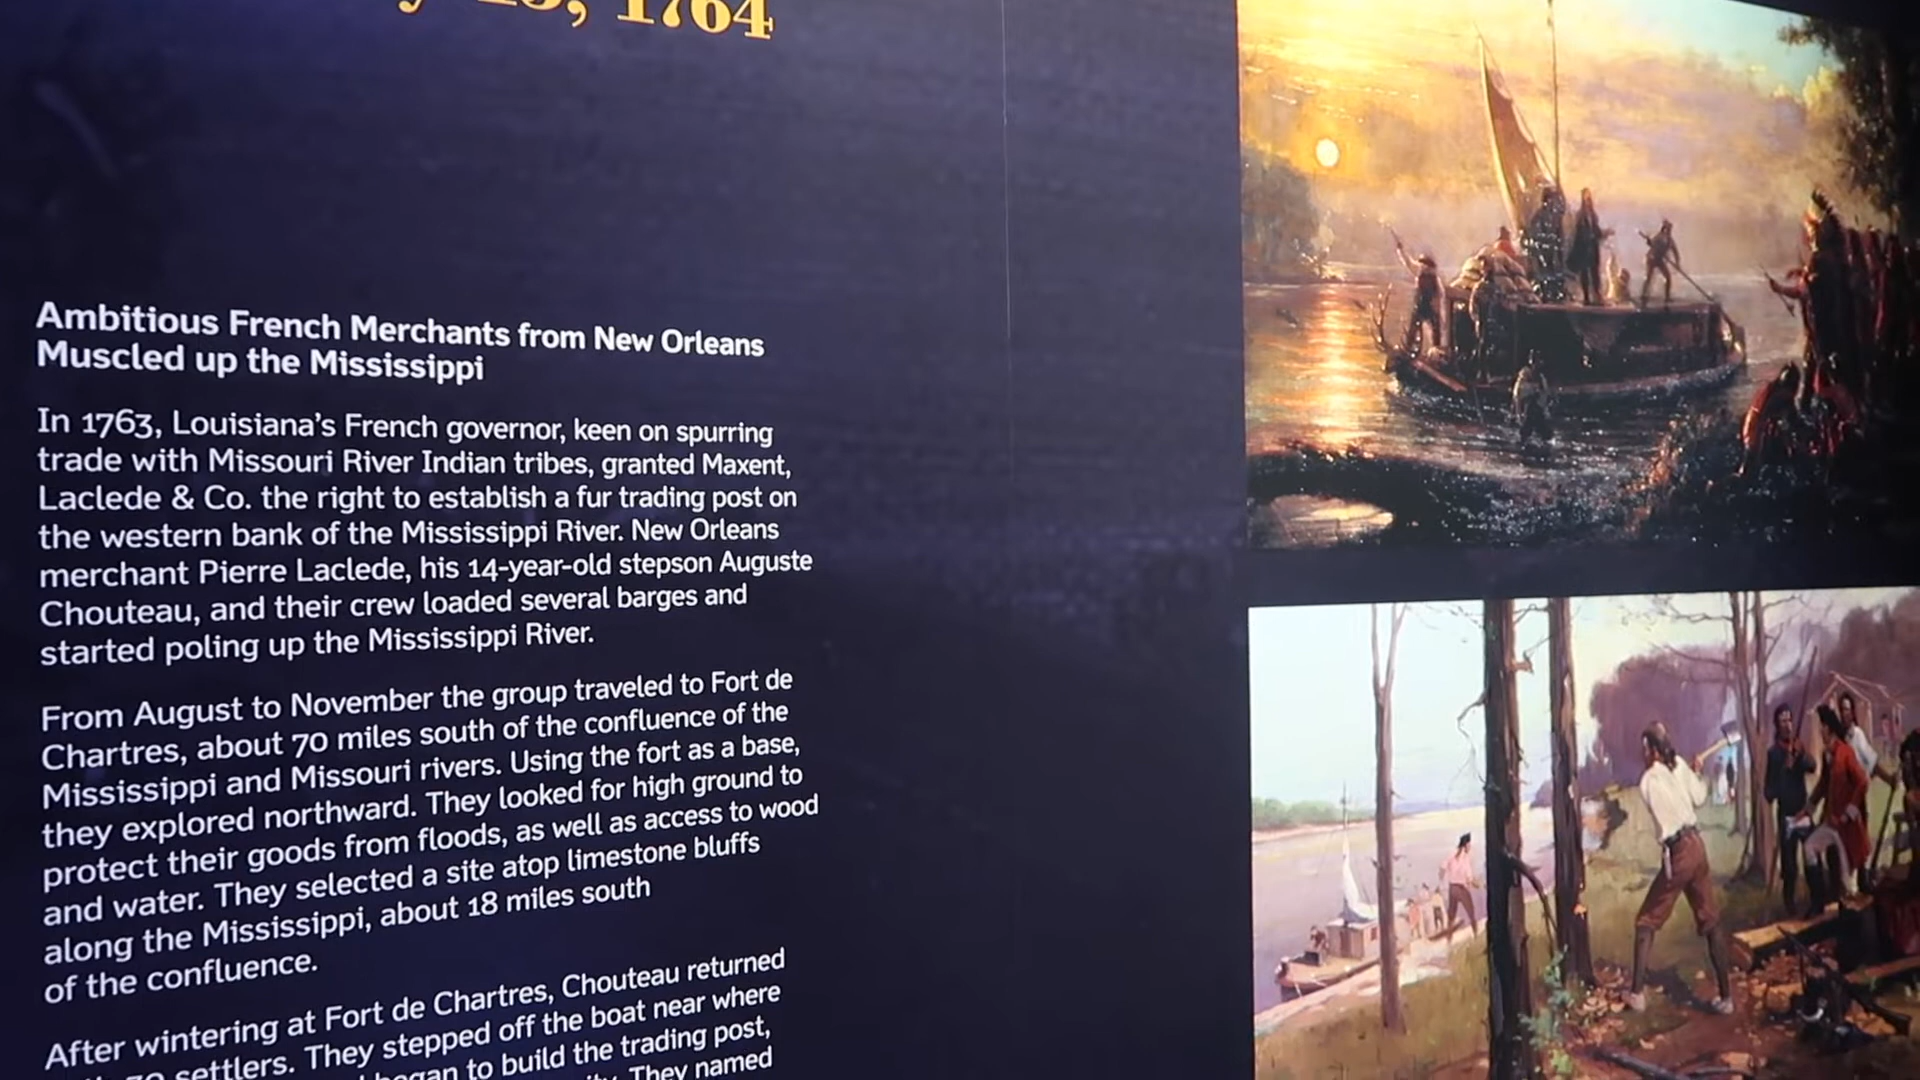 15, 1764
Ambitious French Merchants from New Orleans
Muscled up the Mississippi
In 1763, Louisiana's French governor, keen on spurring
trade with Missouri River Indian tribes, granted Maxent,
Laclede & Co. the right to establish a fur trading post on
the western bank of the Mississippi River. New Orleans
merchant Pierre Laclede, his 14-year-old stepson Auguste
Chouteau, and their crew loaded several barges and
started poling up the Mississippi River.
From August to November the group traveled to Fort de
Chartres, about 70 miles south of the confluence of the
Mississippi and Missouri rivers. Using the fort as a base,
they explored northward. They looked for high ground to
protect their goods from floods, as well as access to wood
and water. They selected a site atop limestone bluffs
along the Mississippi, about 18 miles south
of the confluence.
After wintering at Fort de Chartres, Chouteau returned
70 settlers. They stepped off the boat near where
began to build the trading post,
They named